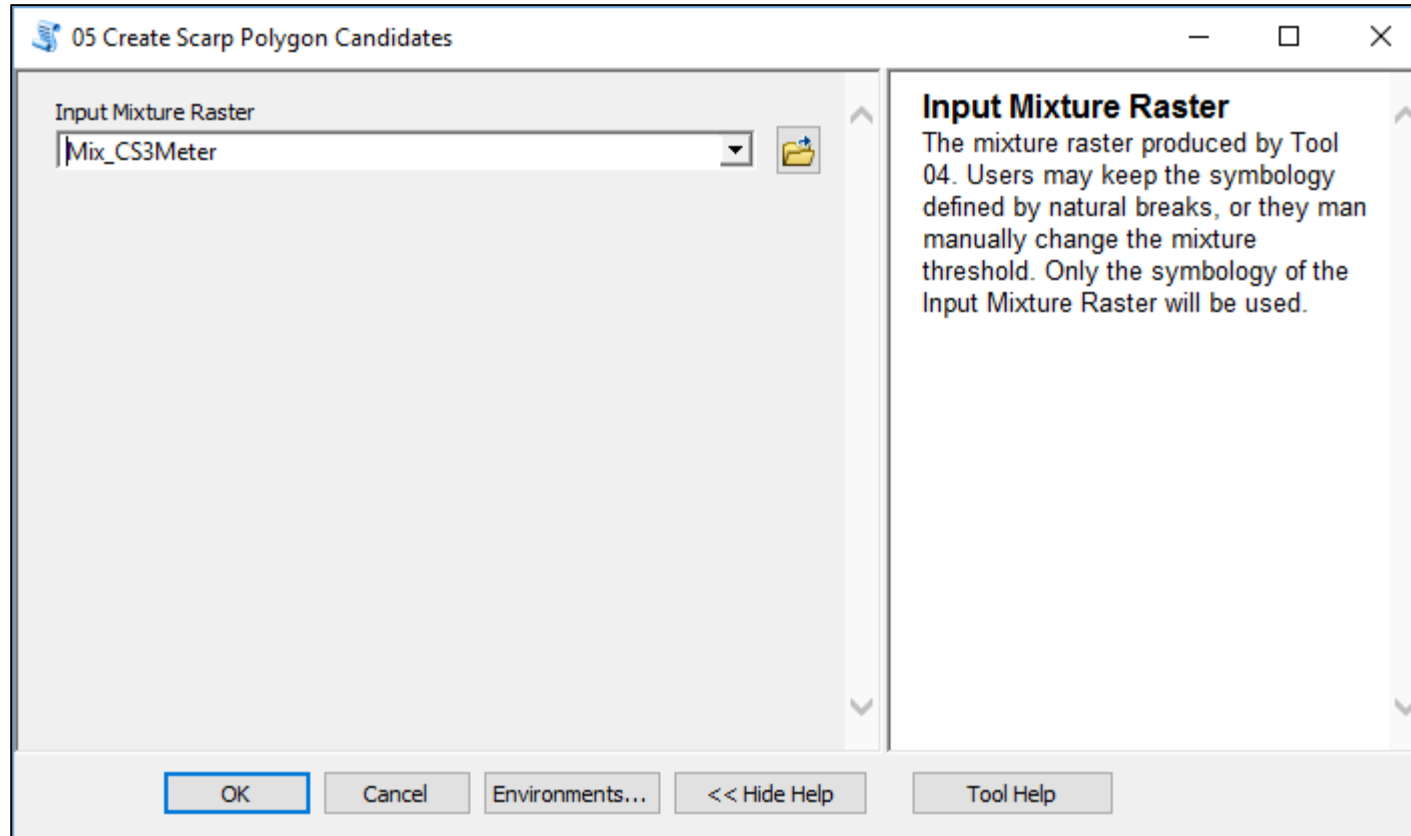 05 Create Scarp Polygon Candidates
Input Mixture Raster
Mix_CS3Meter
Input Mixture Raster
The mixture raster produced by Tool
04. Users may keep the symbology
defined by natural breaks, or they man
manually change the mixture
threshold. Only the symbology of the
Input Mixture Raster will be used.
OK
Cancel
Environments...
<< Hide Help
Tool Help